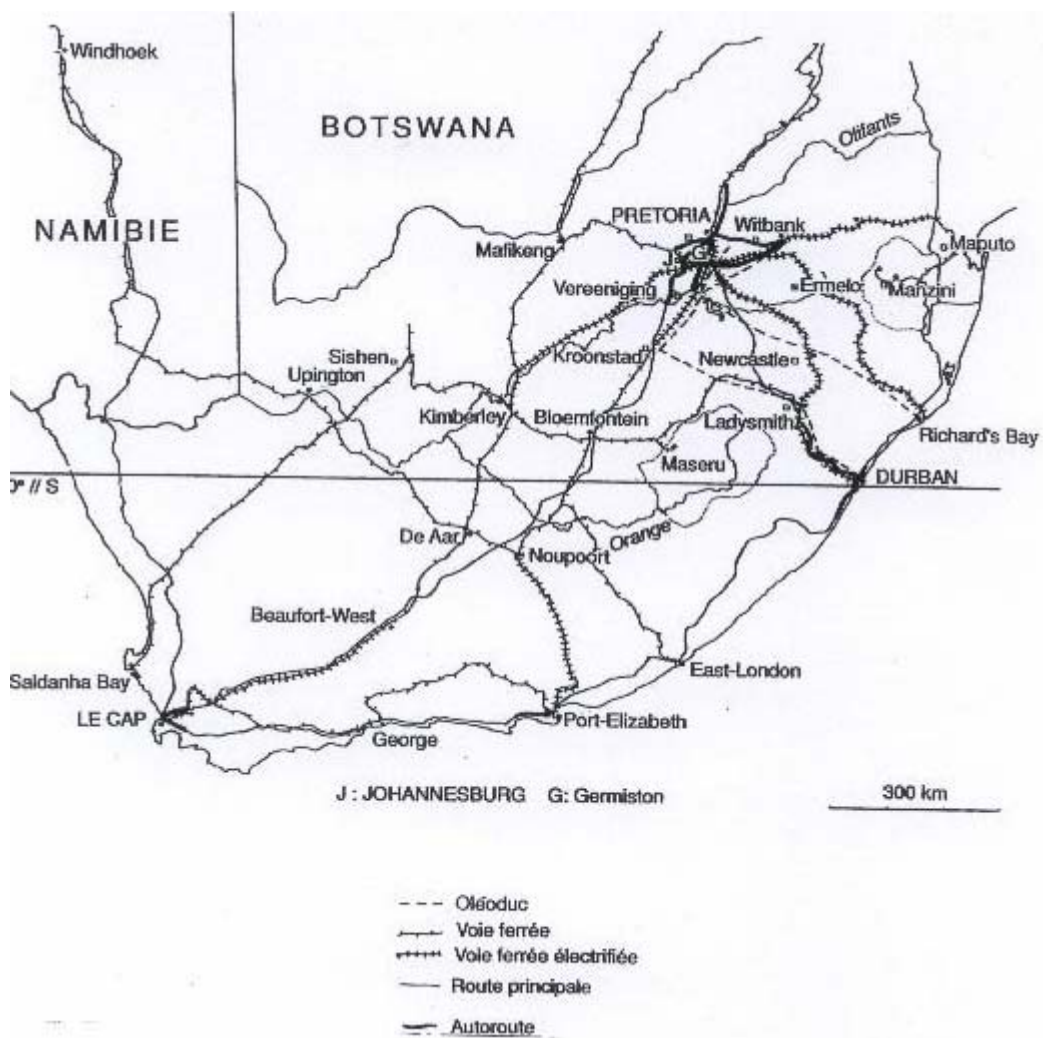 Windhoek
BOTSWANA
Olifants
NAMIBIE
PRETORIA
Witbank
Mafikeng
J
G
Maputo
Vereeniging
Ermelo
Manzini
Sishen
Kroonstad
Newcastle
Upington
Kimberley
Bloemfontein
Ladysmith
Richard's Bay
Maseru
0° // S
DURBAN
De Aar
Orange
Noupoort
Beaufort-West
East-London
Saldanha Bay
LE CAP
Port-Elizabeth
George
J : JOHANNESBURG G: Germiston
300 km
Oléoduc
Voie ferrée
Voie ferrée électrifiée
Route principale
Autoroute